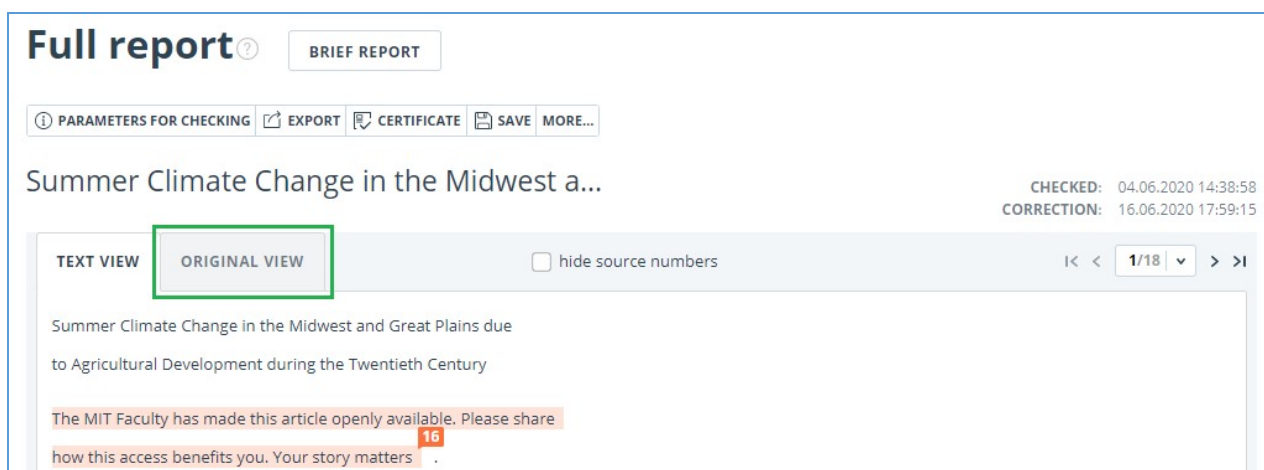 Full report ?
BRIEF REPORT
PARAMETERS FOR CHECKING EXPORT CERTIFICATE SAVE MORE...
Summer Climate Change in the Midwest a...
CHECKED: 04.06.2020 14:38:58
CORRECTION: 16.06.2020 17:59:15
TEXT VIEW ORIGINAL VIEW hide source numbers 1/18
Summer Climate Change in the Midwest and Great Plains due
to Agricultural Development during the Twentieth Century
The MIT Faculty has made this article openly available. Please share
16
how this access benefits you. Your story matters .